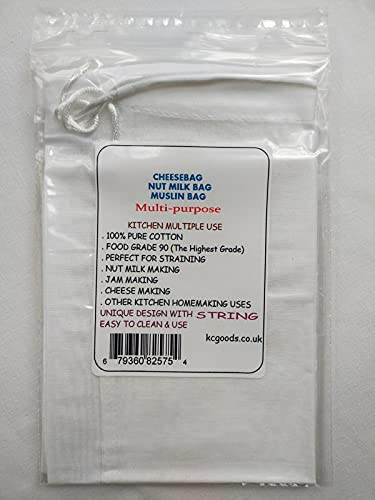 CHEESEBAG
NUT MILK BAG
MUSLIN BAG
Multi-purpose
KITCHEN MULTIPLE USE
. 100% PURE COTTON
. FOOD GRADE 90 (The Highest Grade)
. PERFECT FOR STRAINING
. NUT MILK MAKING
. JAM MAKING
. CHEESE MAKING
. OTHER KITCHEN HOMEMAKING USES
UNIQUE DESIGN WITH STRING
EASY TO CLEAN & USE
kcgoods.co.uk
6 79360 82575 4